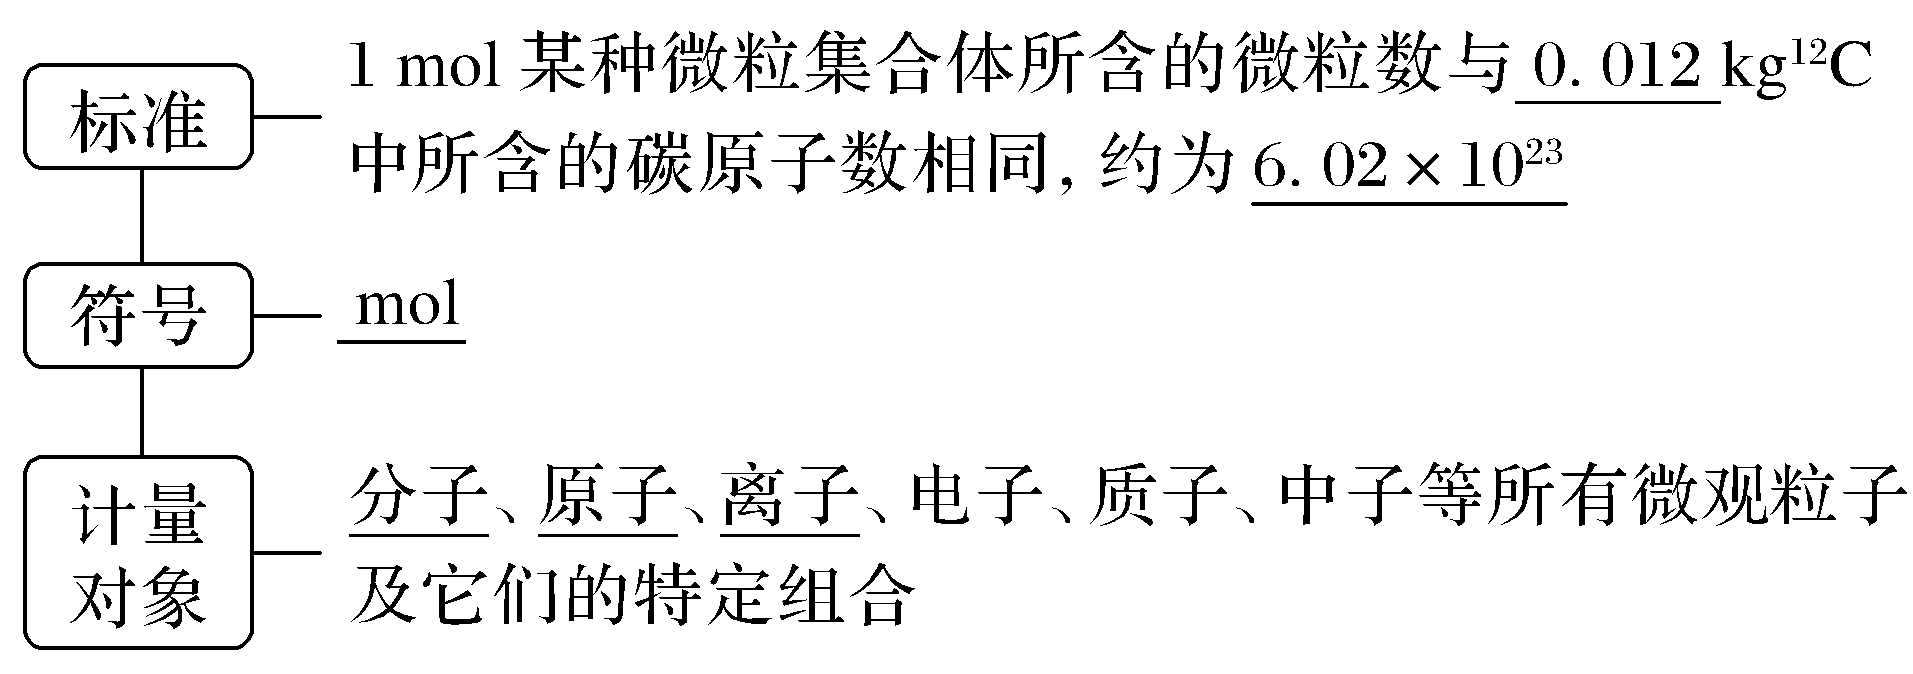 标准
1 mol 某种微粒集合体所含的微粒数与 0. 012 kg¹²C
中所含的碳原子数相同, 约为 6. 02 × 10²³
符号
mol
计量
对象
分子、原子、离子、电子、质子、中子等所有微观粒子
及它们的特定组合